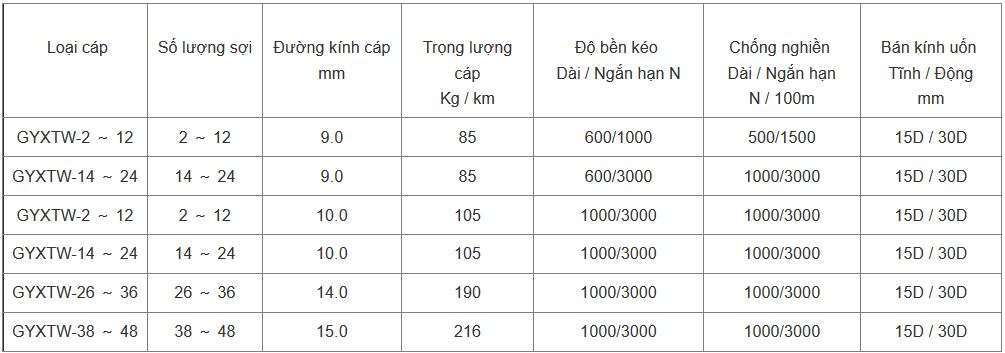 Loại cáp Số lượng sợi Đường kính cáp Trọng lượng Độ bền kéo Chống nghiền Bán kính uốn
mm cáp Dài / Ngắn hạn N Dài / Ngắn hạn Tĩnh / Động
Kg / km N / 100m mm
GYXTW-2 ~ 12 2 ~ 12 9.0 85 600/1000 500/1500 15D / 30D
GYXTW-14 ~ 24 14 ~ 24 9.0 85 600/3000 1000/3000 15D / 30D
GYXTW-2 ~ 12 2 ~ 12 10.0 105 1000/3000 1000/3000 15D / 30D
GYXTW-14 ~ 24 14 ~ 24 10.0 105 1000/3000 1000/3000 15D / 30D
GYXTW-26 ~ 36 26 ~ 36 14.0 190 1000/3000 1000/3000 15D / 30D
GYXTW-38 ~ 48 38 ~ 48 15.0 216 1000/3000 1000/3000 15D / 30D